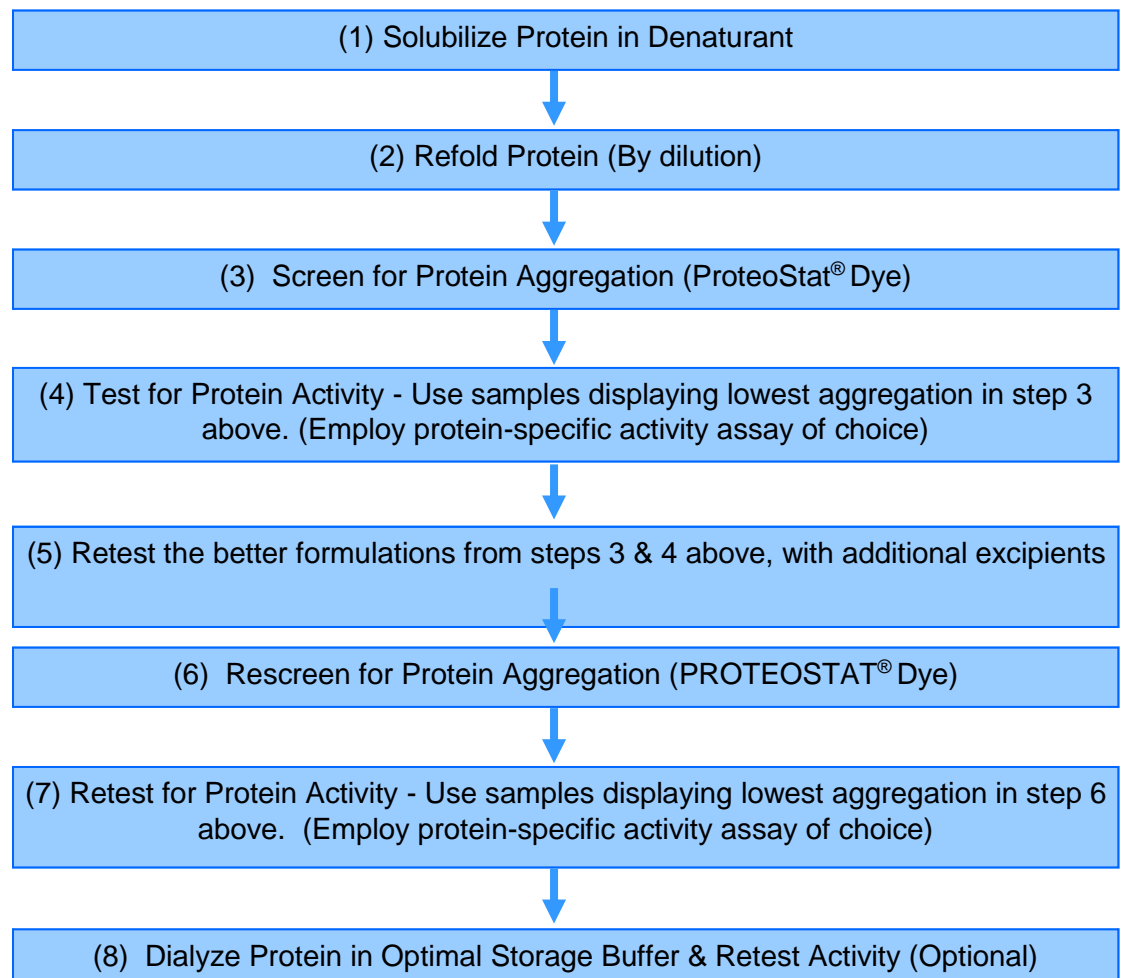 (1) Solubilize Protein in Denaturant
(2) Refold Protein (By dilution)
(3) Screen for Protein Aggregation (ProteoStat® Dye)
(4) Test for Protein Activity - Use samples displaying lowest aggregation in step 3
above. (Employ protein-specific activity assay of choice)
(5) Retest the better formulations from steps 3 & 4 above, with additional excipients
(6) Rescreen for Protein Aggregation (PROTEOSTAT® Dye)
(7) Retest for Protein Activity - Use samples displaying lowest aggregation in step 6
above. (Employ protein-specific activity assay of choice)
(8) Dialyze Protein in Optimal Storage Buffer & Retest Activity (Optional)